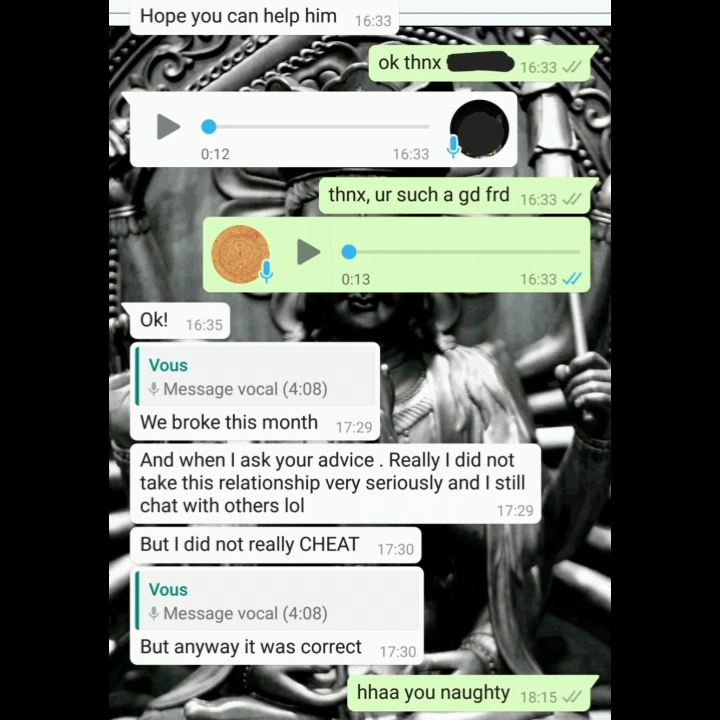 Hope you can help him 16:33
ok thnx 16:33
0:12 16:33
thnx, ur such a gd frd 16:33
0:13 16:33
Ok! 16:35
Vous
Message vocal (4:08)
We broke this month 17:29
And when I ask your advice . Really I did not
take this relationship very seriously and I still
chat with others lol 17:29
But I did not really CHEAT 17:30
Vous
Message vocal (4:08)
But anyway it was correct 17:30
hhaa you naughty 18:15